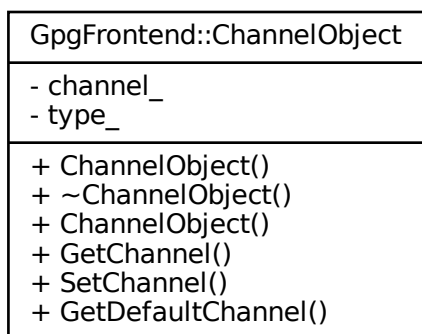 GpgFrontend::ChannelObject
- channel_
- type_
+ ChannelObject()
+ ~ChannelObject()
+ ChannelObject()
+ GetChannel()
+ SetChannel()
+ GetDefaultChannel()